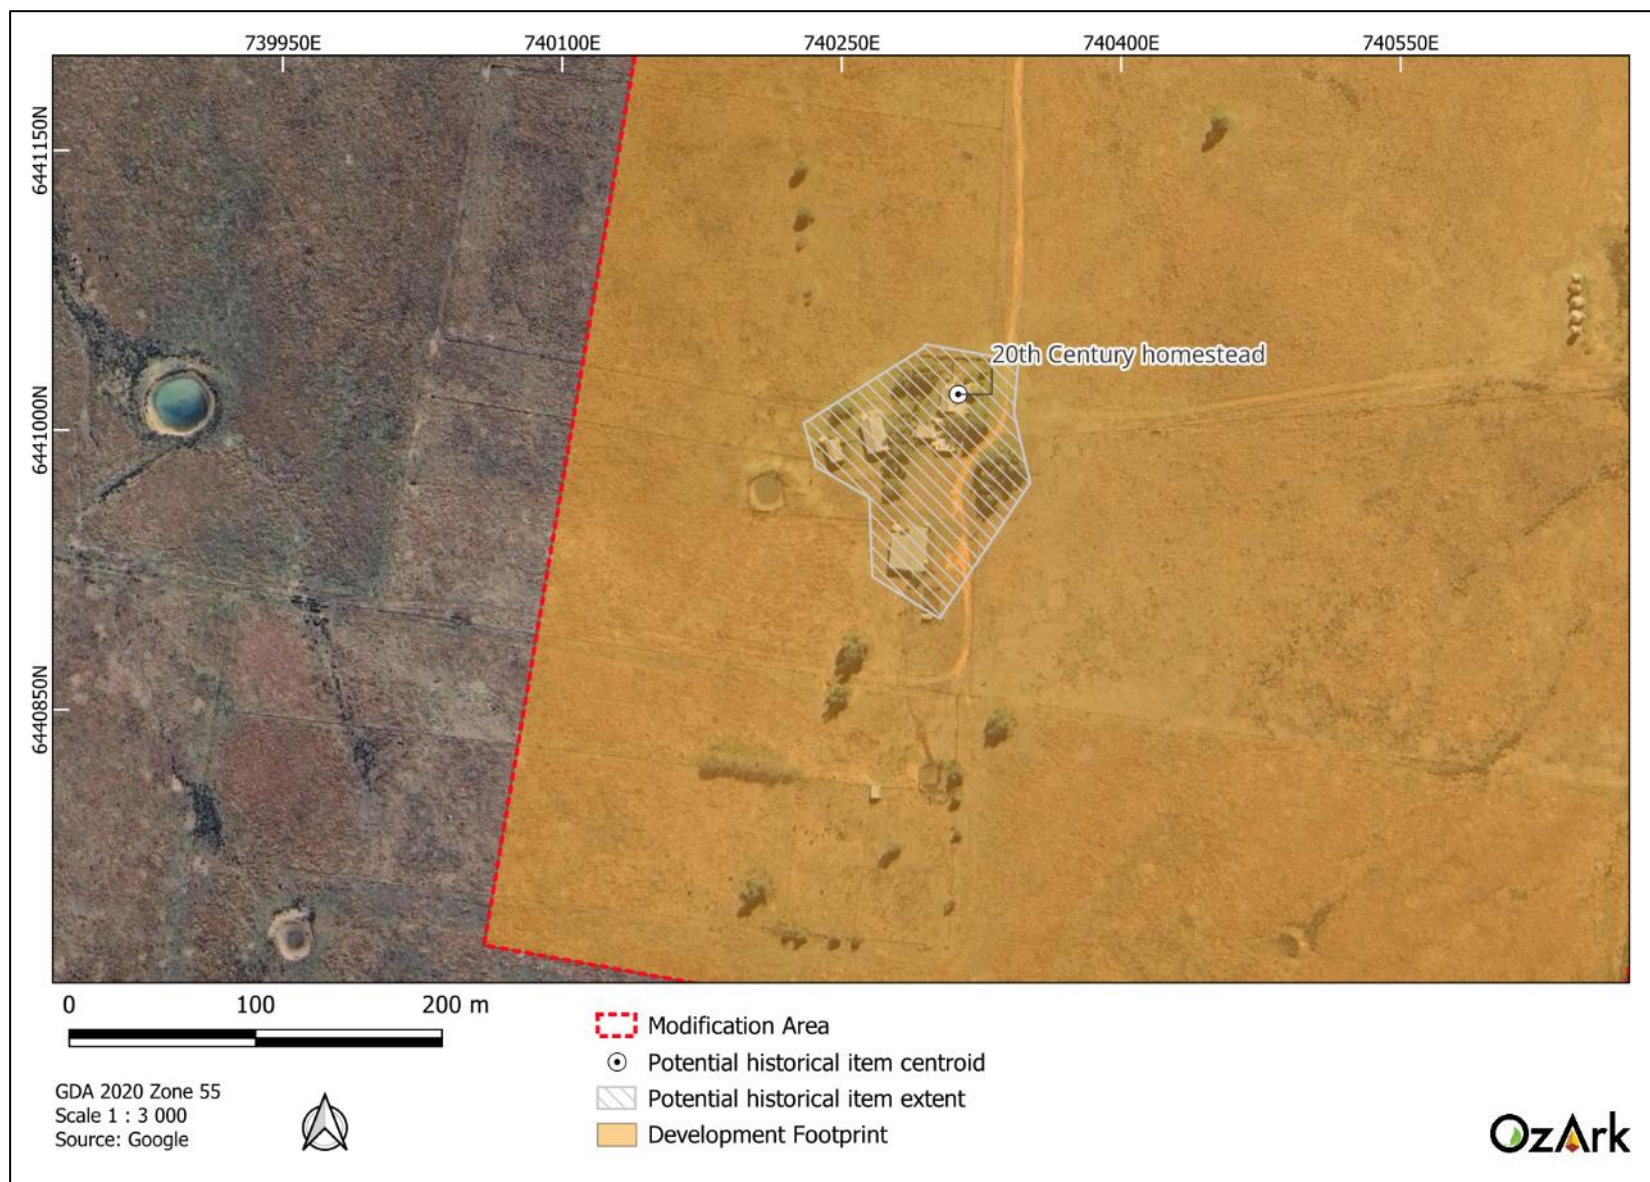 739950E 740100E 740250E 740400E 740550E
6441150N
6441000N
6440850N
20th Century homestead
0 100 200 m
GDA 2020 Zone 55
Scale 1 : 3 000
Source: Google
Modification Area
Potential historical item centroid
Potential historical item extent
Development Footprint
OzArk